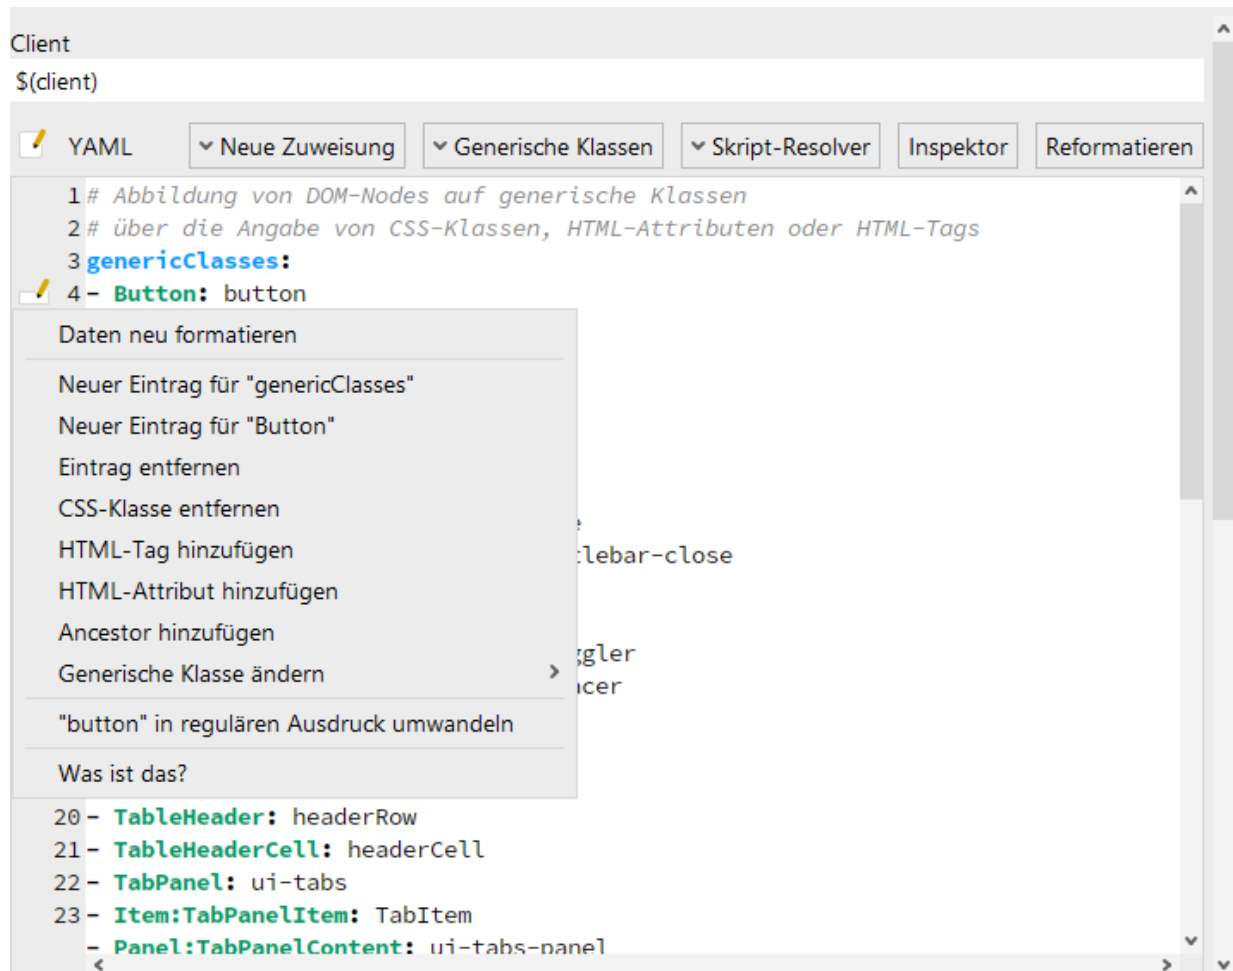 Client
$(client)
YAML Neue Zuweisung Generische Klassen Skript-Resolver Inspektor Reformatieren
1 # Abbildung von DOM-Nodes auf generische Klassen
2 # über die Angabe von CSS-Klassen, HTML-Attributen oder HTML-Tags
3 genericClasses:
4 - Button: button
Daten neu formatieren
Neuer Eintrag für "genericClasses"
Neuer Eintrag für "Button"
Eintrag entfernen
CSS-Klasse entfernen
HTML-Tag hinzufügen
tlebar-close
HTML-Attribut hinzufügen
Ancestor hinzufügen
ggler
Generische Klasse ändern
cer
"button" in regulären Ausdruck umwandeln
Was ist das?
20 - TableHeader: headerRow
21 - TableHeaderCell: headerCell
22 - TabPanel: ui-tabs
23 - Item:TabPanelItem: TabItem
- Panel:TabPanelContent: ui-tabs-panel